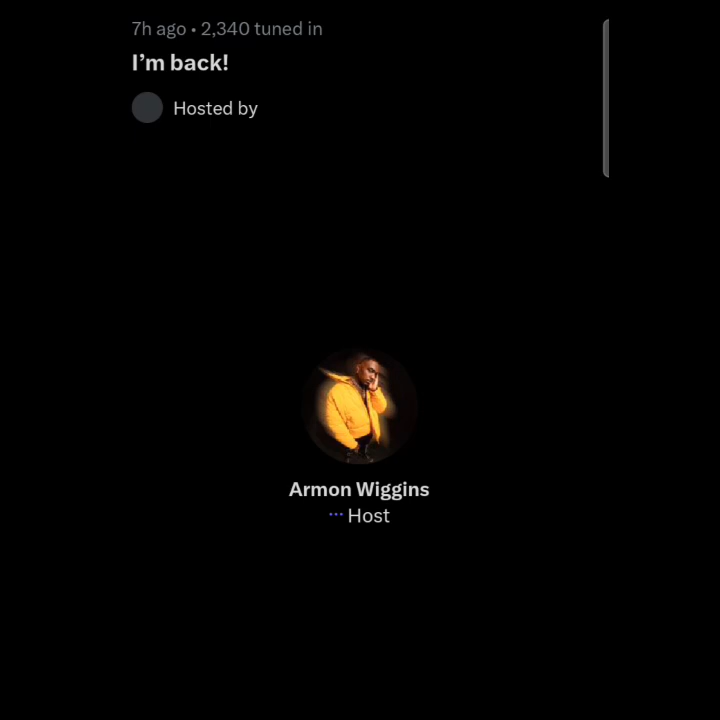 7h ago • 2,340 tuned in
I’m back!
Hosted by
Armon Wiggins
Host